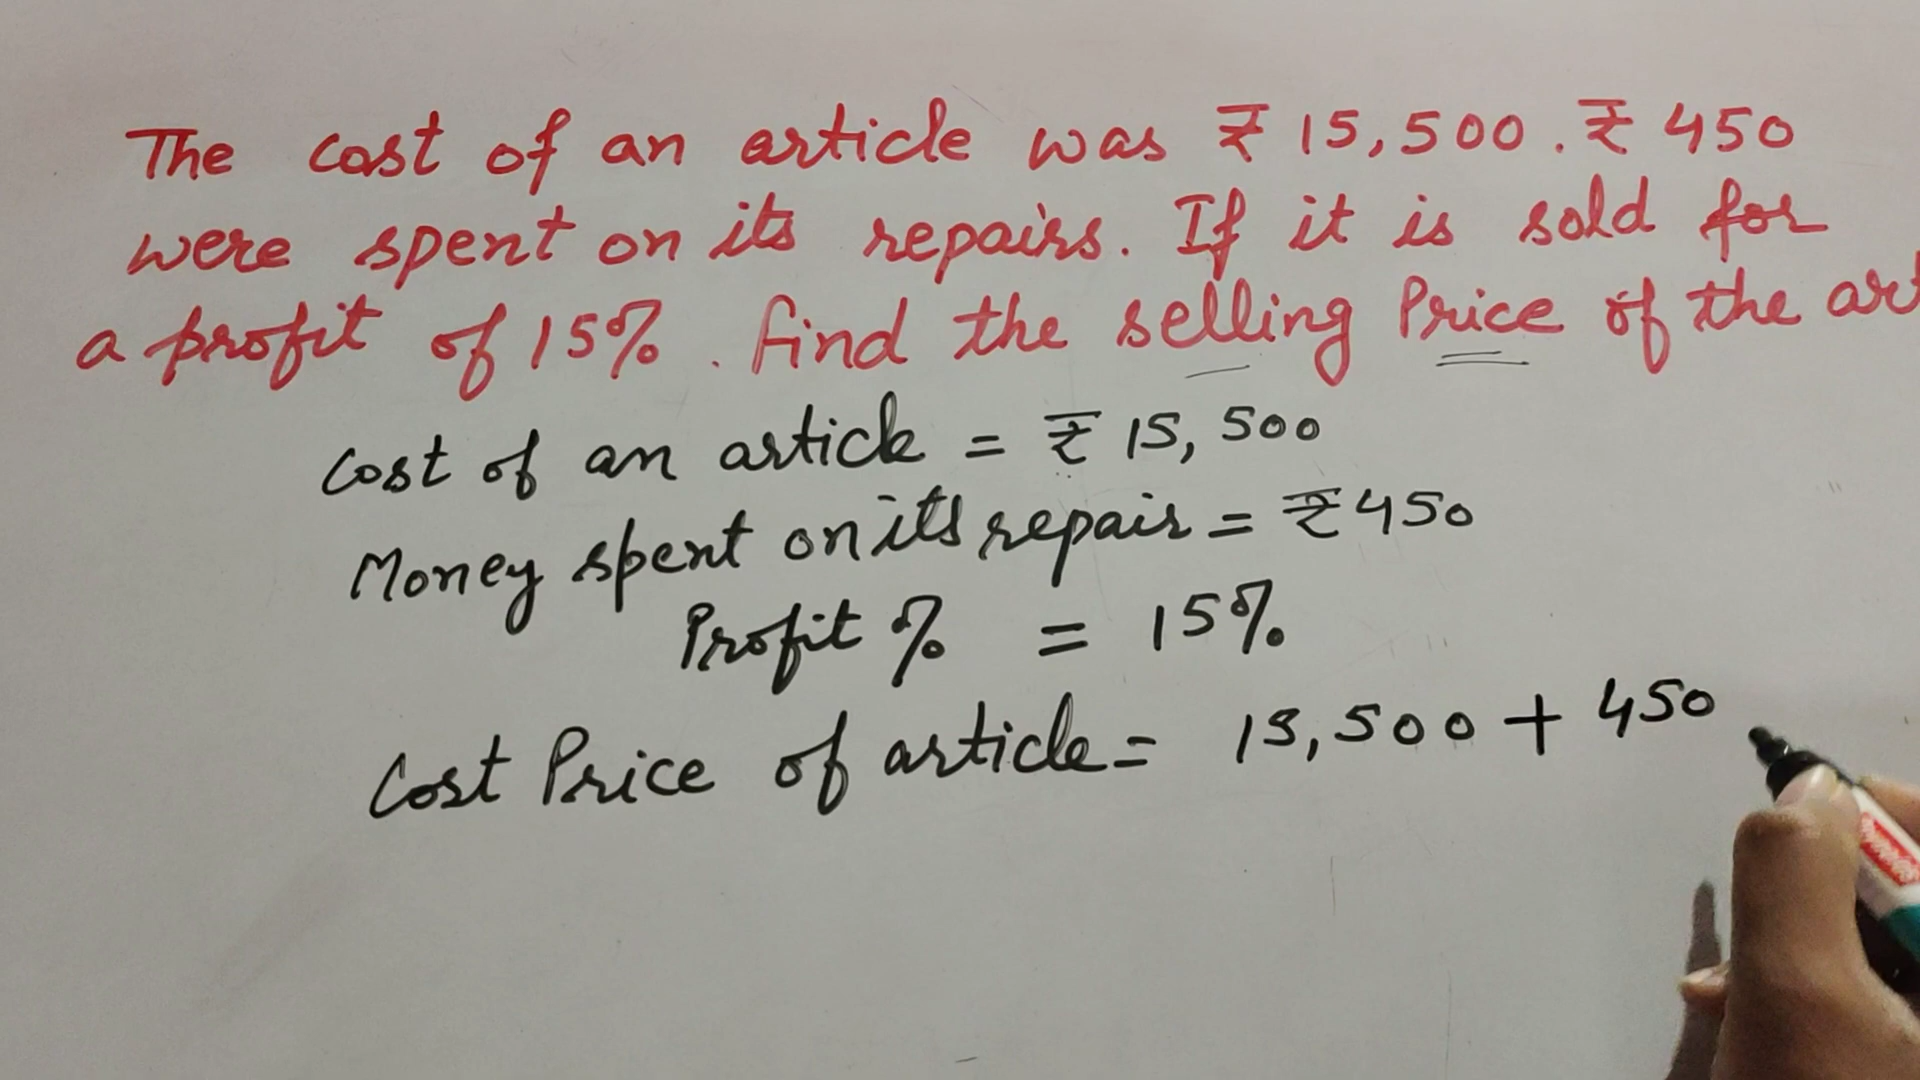 The cost of an article was ₹ 15,500. ₹ 450
were spent on its repairs. If it is sold for
a profit of 15%. find the selling Price of the art
Cost of an article = ₹ 15,500
Money spent on its repair = ₹ 450
Profit % = 15%
Cost Price of article = 15,500 + 450